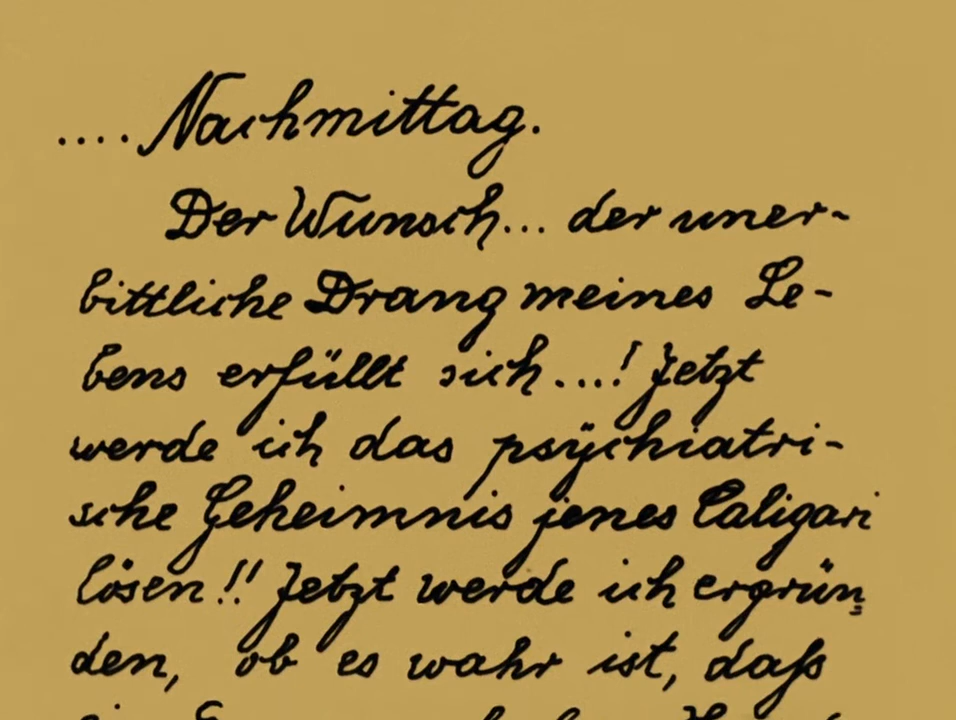 ....Nachmittag.
Der Wunsch... der uner-
bittliche Drang meines Le-
bens erfüllt sich...! Jetzt
werde ich das psÿchiatri-
sche Geheimnis jenes Caligari
lösen!! Jetzt werde ich ergrün=
den, ob es wahr ist, daß